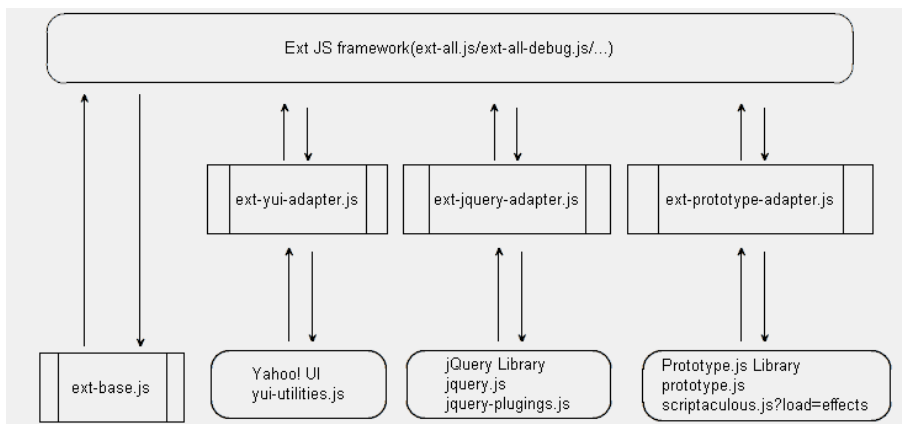 Ext JS framework(ext-all.js/ext-all-debug.js/...)
ext-yui-adapter.js
ext-jquery-adapter.js
ext-prototype-adapter.js
ext-base.js
Yahoo! UI
yui-utilities.js
jQuery Library
jquery.js
jquery-plugings.js
Prototype.js Library
prototype.js
scriptaculous.js?load=effects